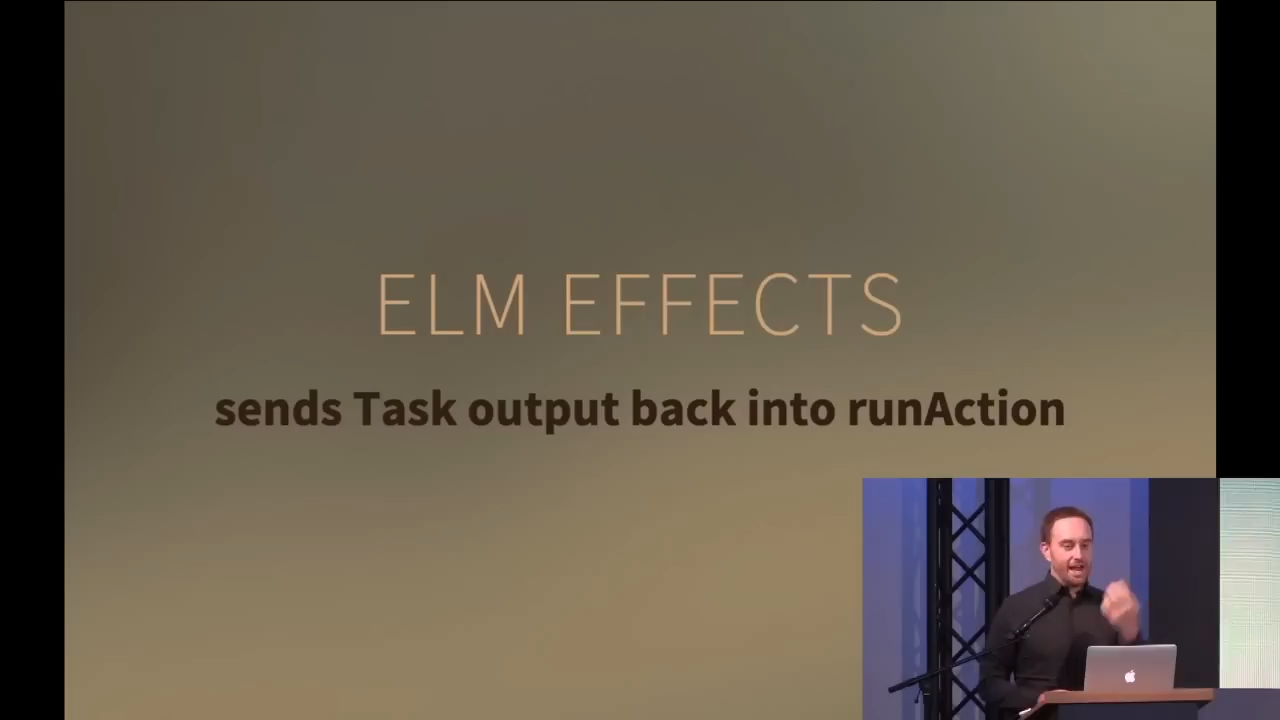 ELM EFFECTS
sends Task output back into runAction